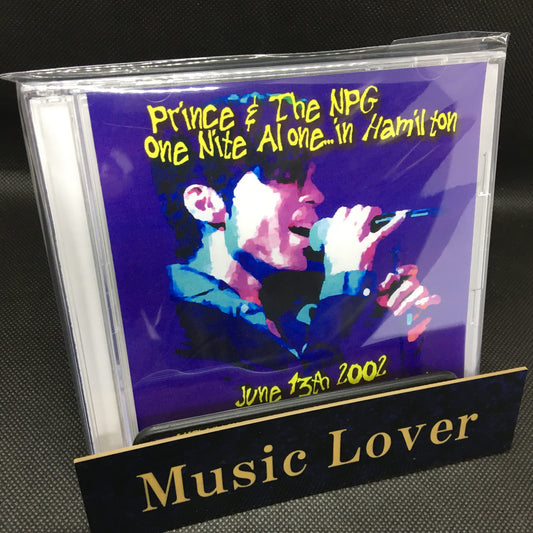 Prince & The NPG
One Nite Alone...in Hamilton
June 13th 2002
Music Lover